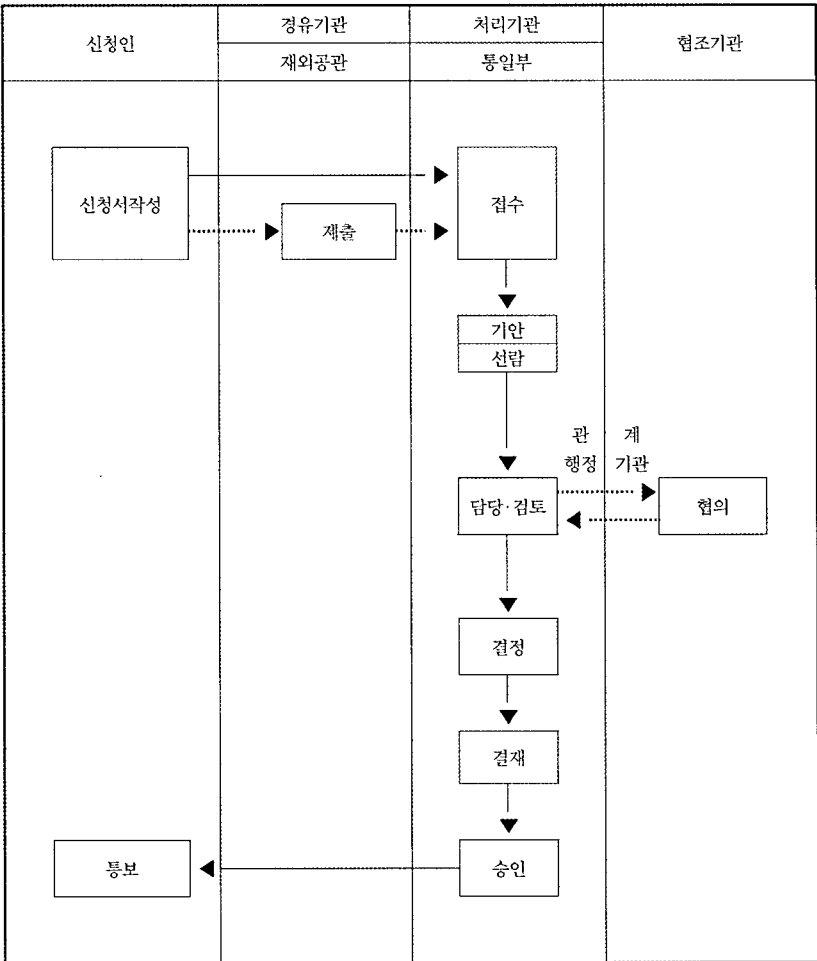 신청인
경유기관
처리기관
협조기관
재외공관
통일부
신청서작성
제출
접수
기안
선람
관 계
행정 기관
담당·검토
협의
결정
결재
승인
통보